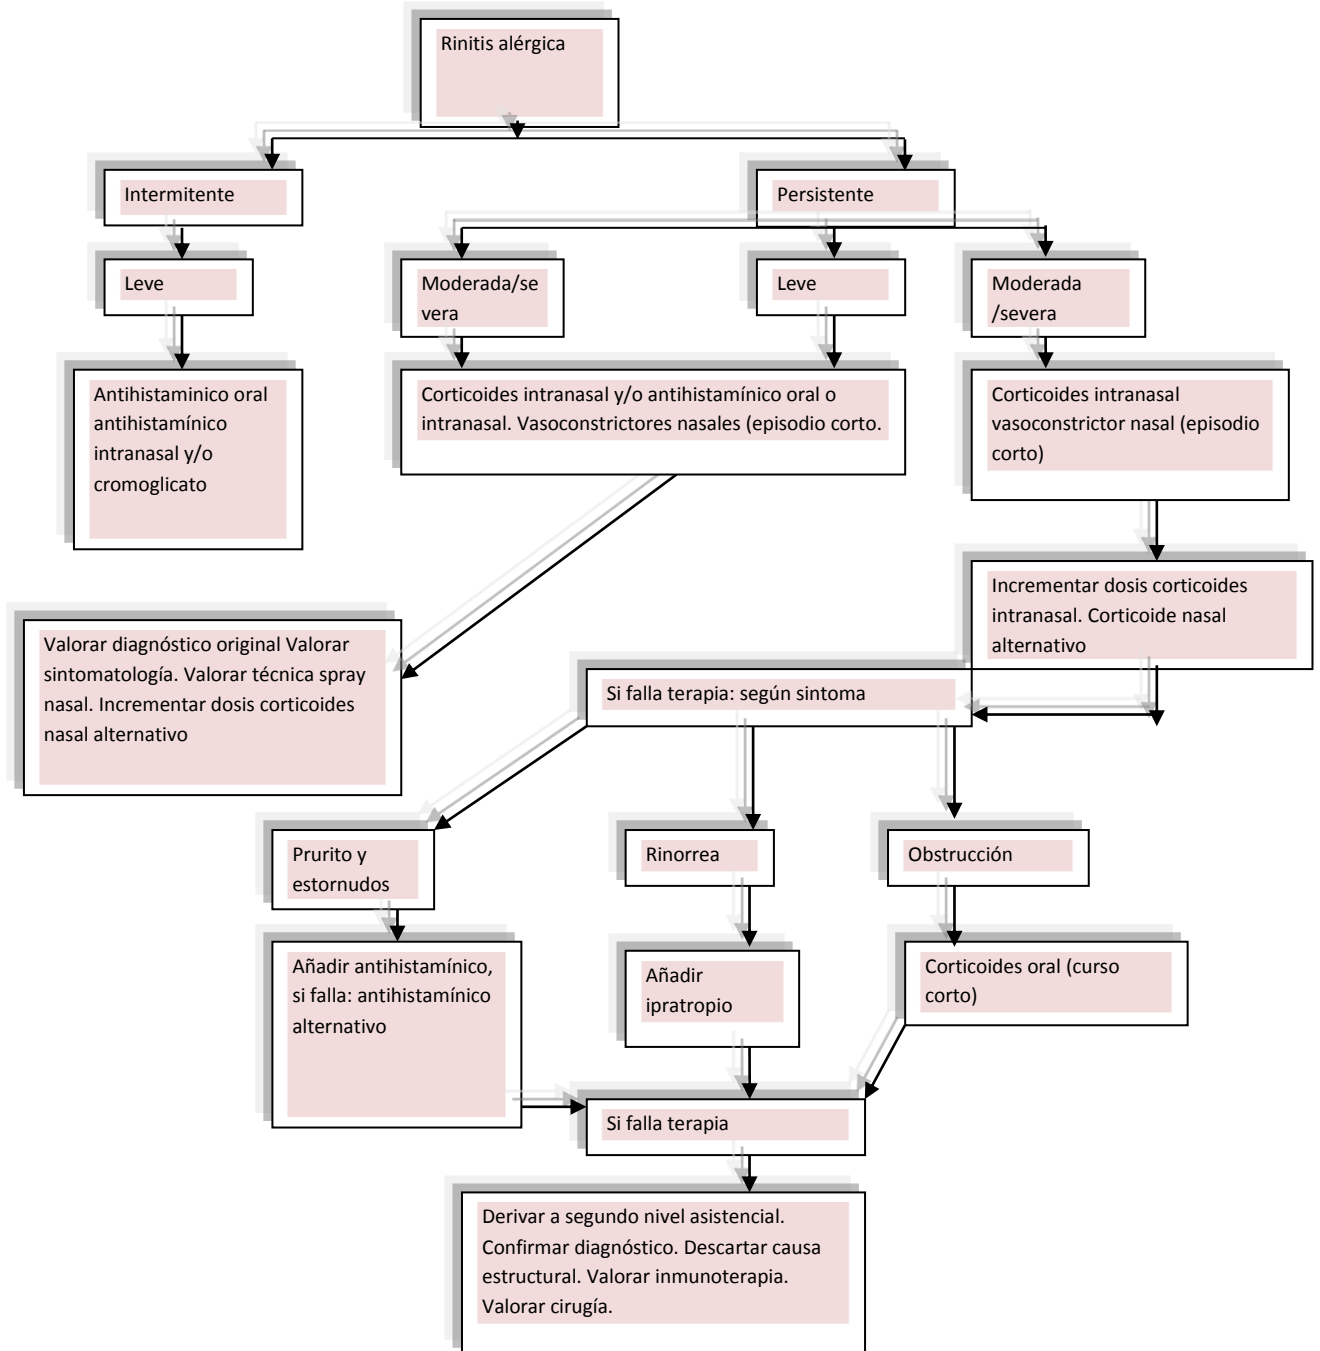 Rinitis alérgica
Intermitente
Persistente
Leve
Moderada/se
vera
Leve
Moderada
/severa
Antihistaminico oral
antihistamínico
intranasal y/o
cromoglicato
Corticoides intranasal y/o antihistamínico oral o
intranasal. Vasoconstrictores nasales (episodio corto.
Corticoides intranasal
vasoconstrictor nasal (episodio
corto)
Incrementar dosis corticoides
intranasal. Corticoide nasal
alternativo
Valorar diagnóstico original Valorar
sintomatología. Valorar técnica spray
nasal. Incrementar dosis corticoides
nasal alternativo
Si falla terapia: según sintoma
Prurito y
estornudos
Rinorrea
Obstrucción
Añadir antihistamínico,
si falla: antihistamínico
alternativo
Añadir
ipratropio
Corticoides oral (curso
corto)
Si falla terapia
Derivar a segundo nivel asistencial.
Confirmar diagnóstico. Descartar causa
estructural. Valorar inmunoterapia.
Valorar cirugía.